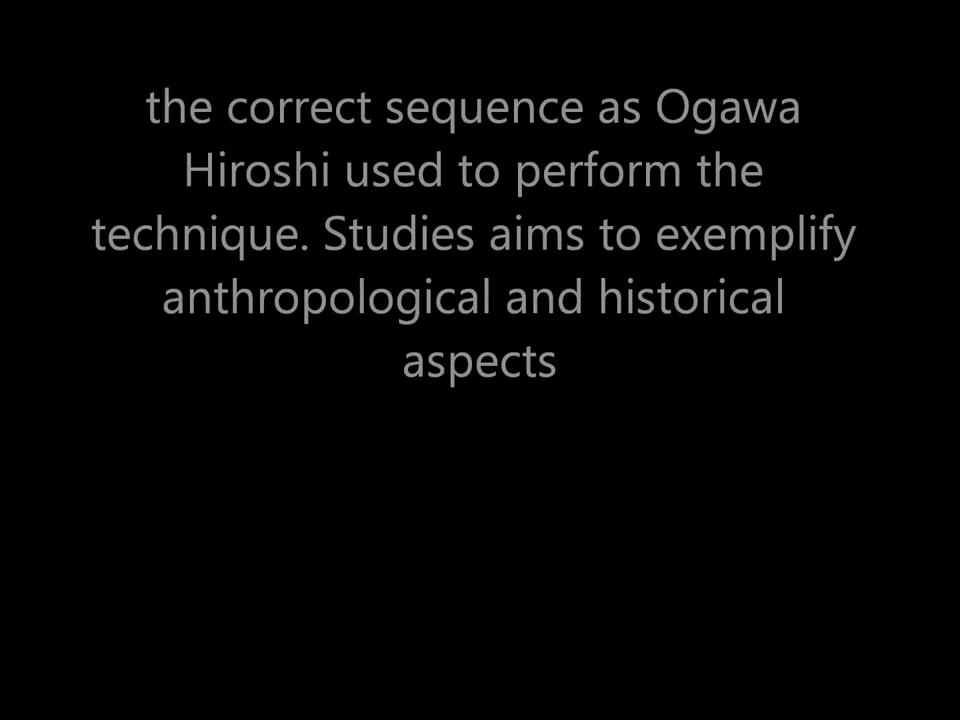 the correct sequence as Ogawa
Hiroshi used to perform the
technique. Studies aims to exemplify
anthropological and historical
aspects